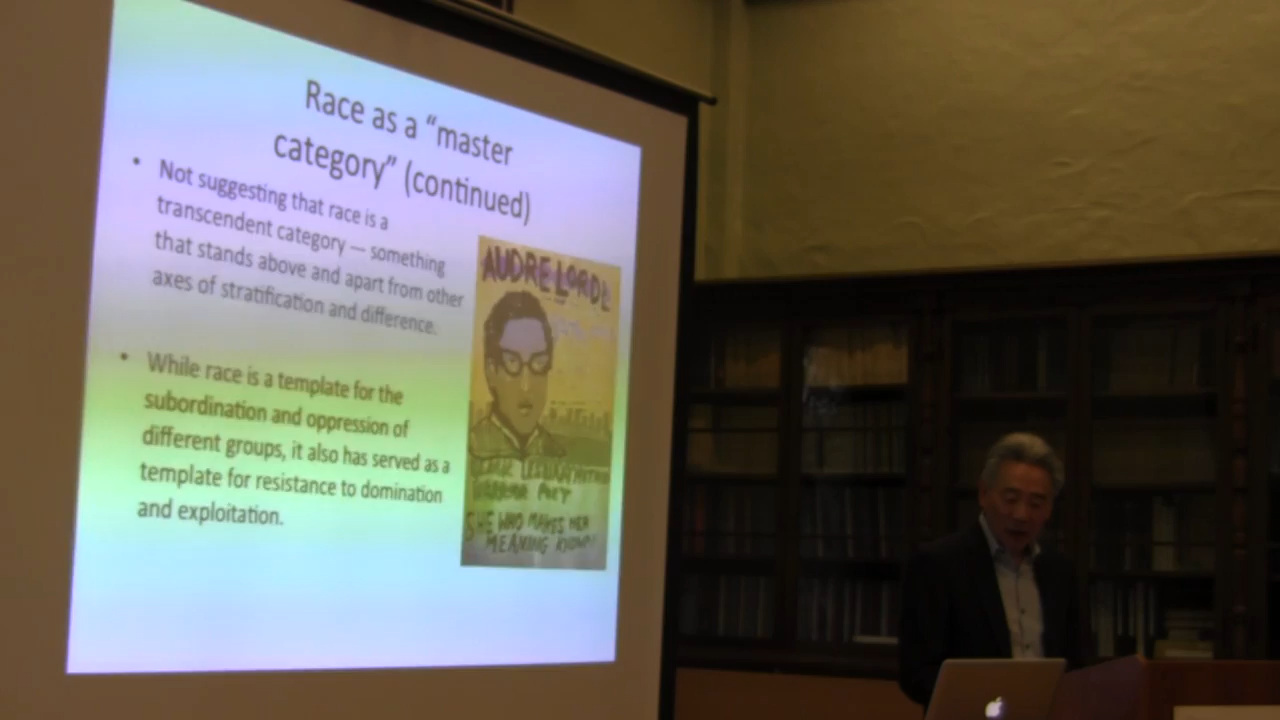 Race as a “master
category” (continued)
• Not suggesting that race is a
transcendent category — something
that stands above and apart from other
axes of stratification and difference.
• While race is a template for the
subordination and oppression of
different groups, it also has served as a
template for resistance to domination
and exploitation.
AUDRE LORDE
POET
SHE WHO MAKES HER
MEANING KNOWN